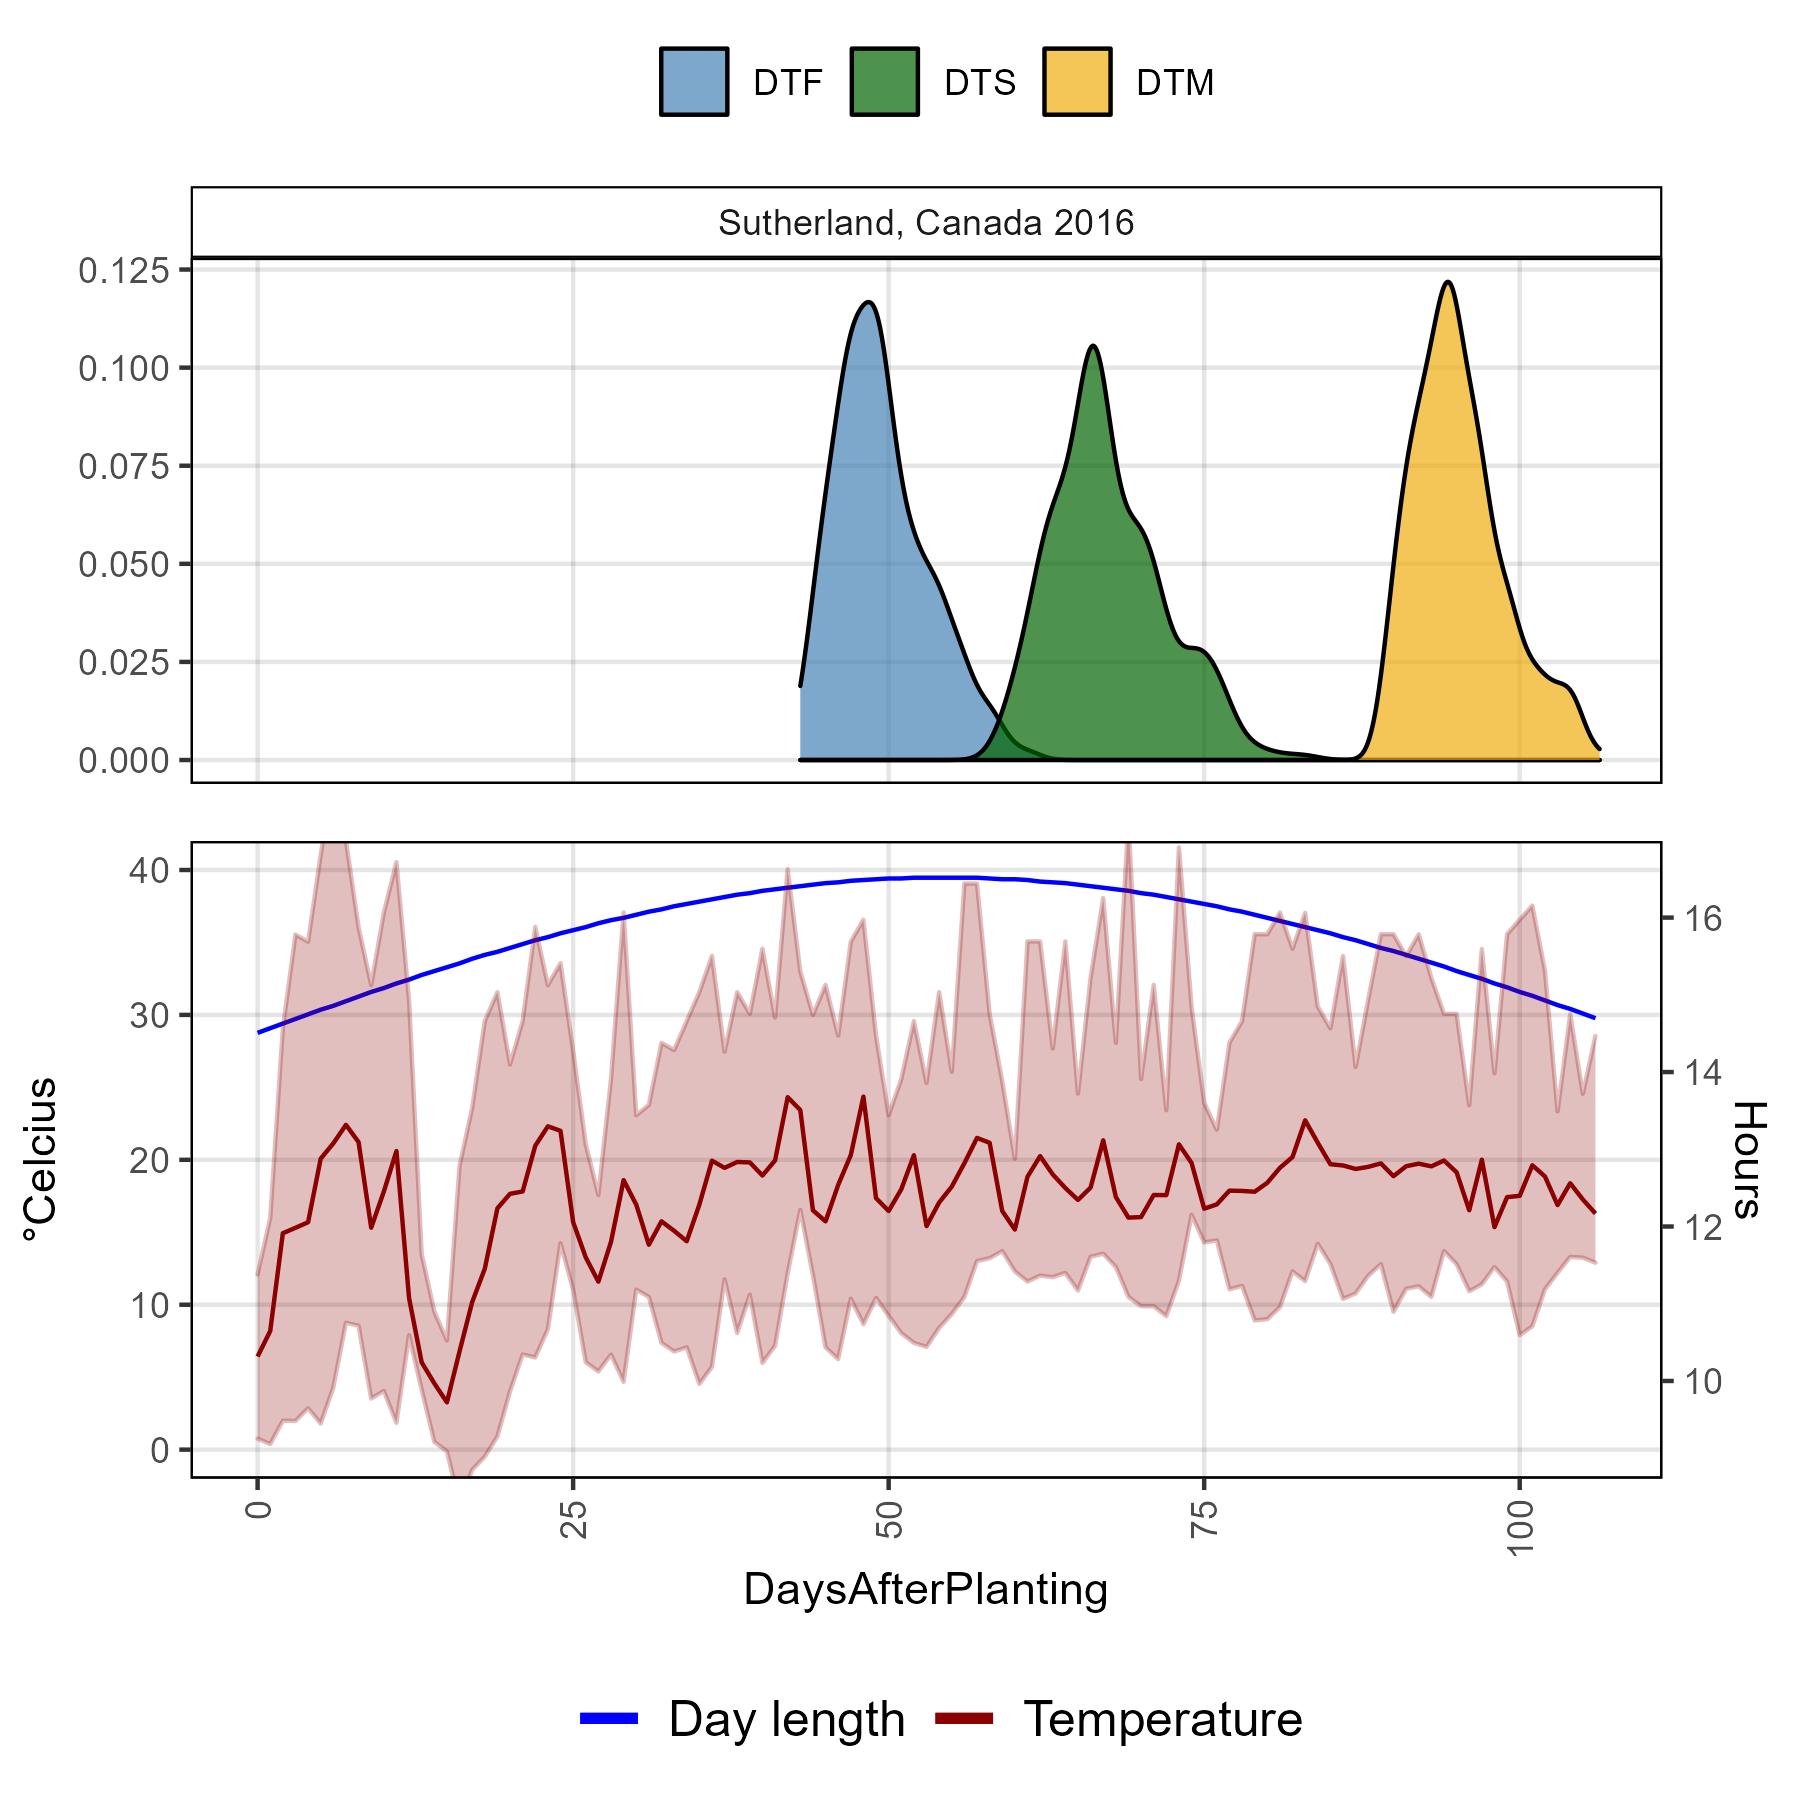 DTF DTS DTM
Sutherland, Canada 2016
0.125
0.100
0.075
0.050
0.025
0.000
40
30
20
10
0
°Celcius
16
14
12
10
Hours
0 25 50 75 100
DaysAfterPlanting
Day length Temperature